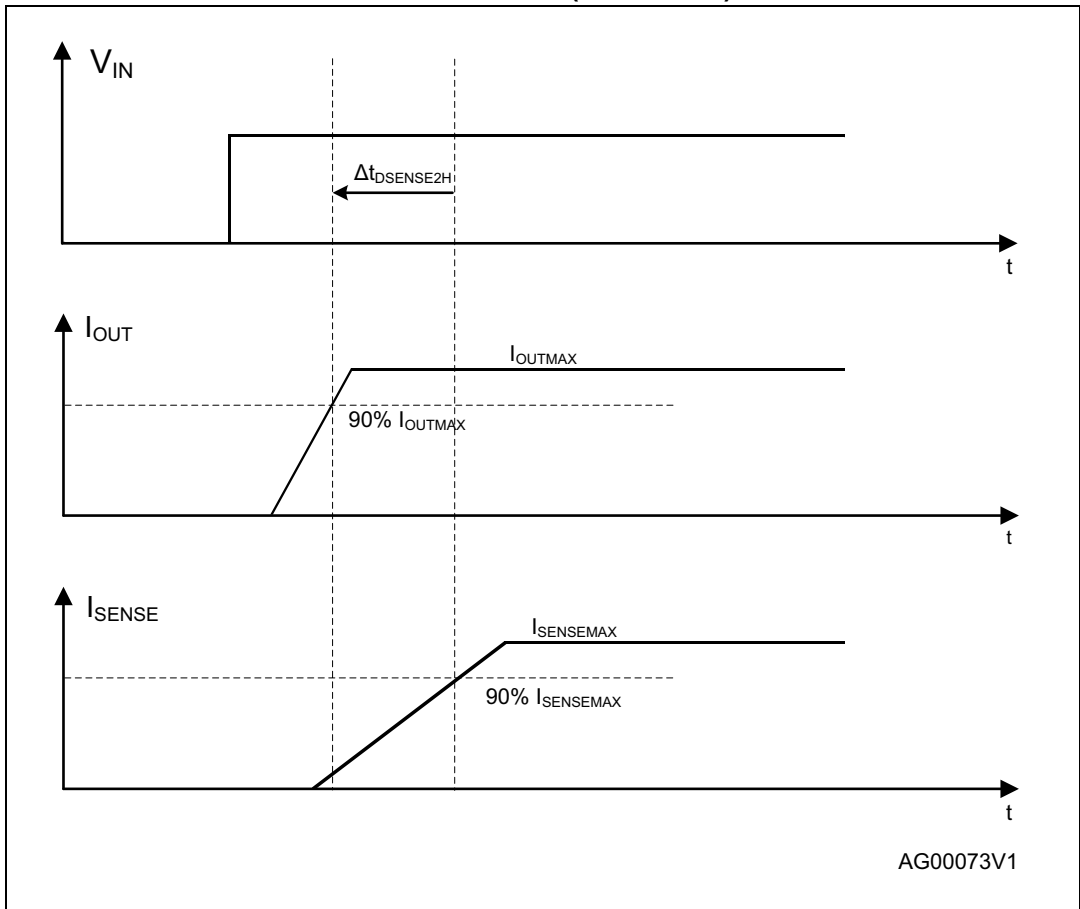 V_IN
Δt_DSENSE2H
t
I_OUT
I_OUTMAX
90% I_OUTMAX
t
I_SENSE
I_SENSEMAX
90% I_SENSEMAX
t
AG00073V1